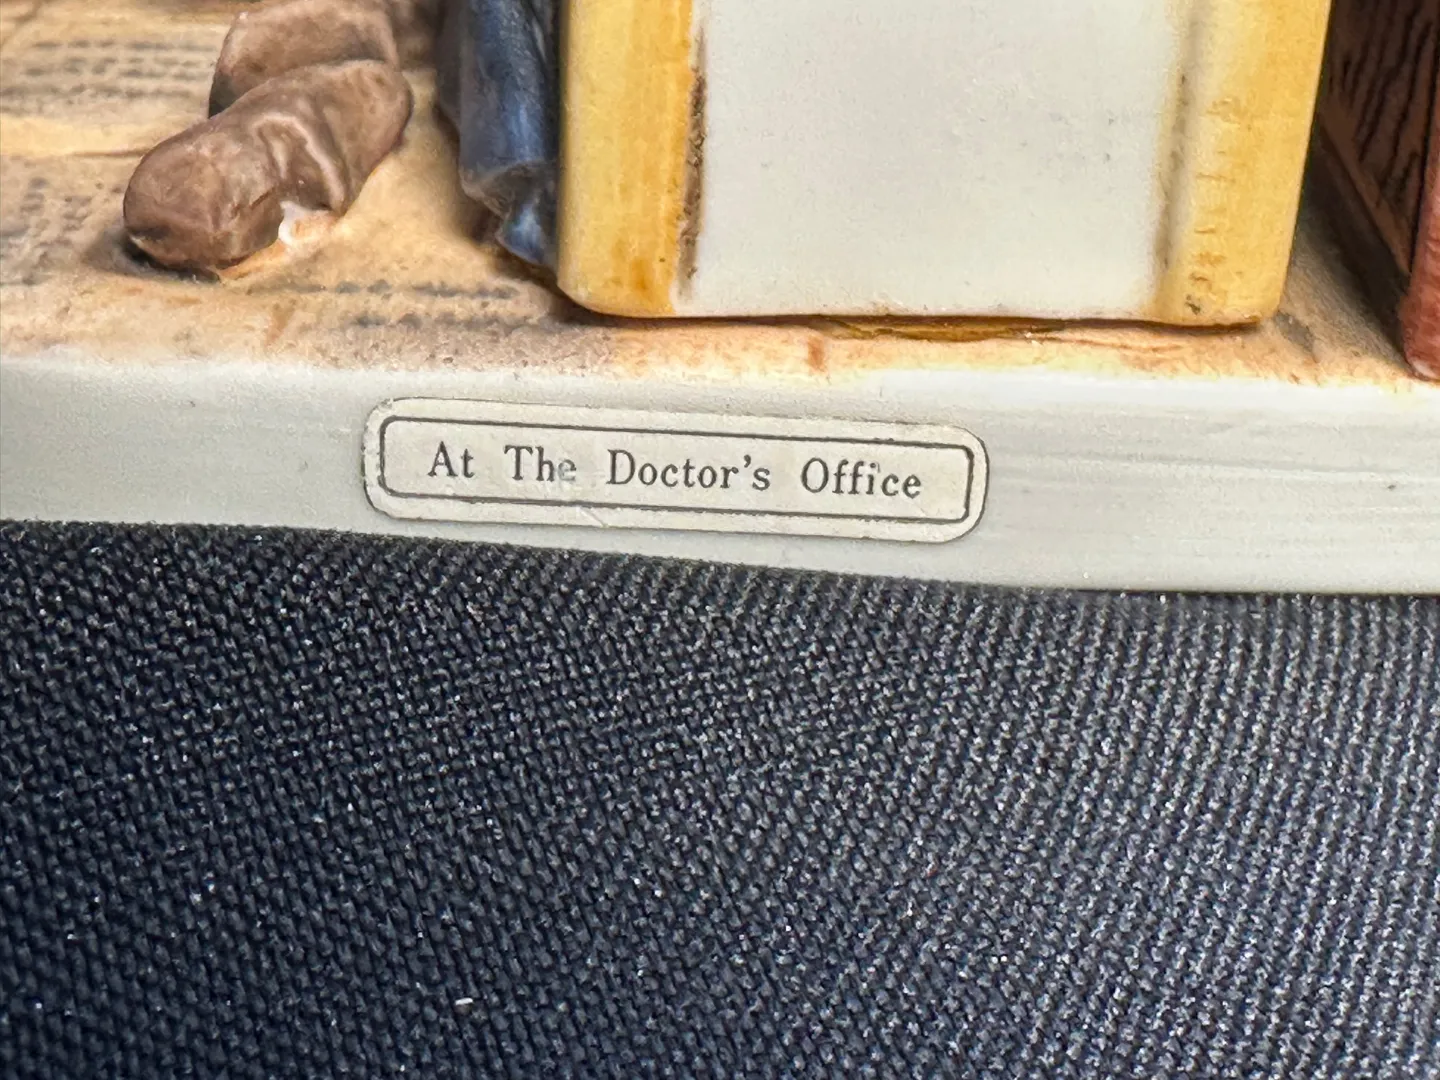 At The Doctor's Office